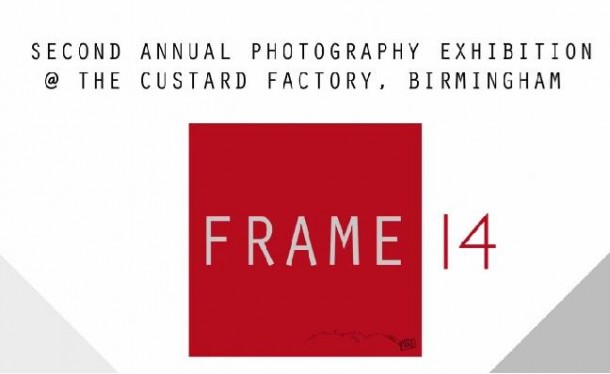 SECOND ANNUAL PHOTOGRAPHY EXHIBITION
@ THE CUSTARD FACTORY, BIRMINGHAM
FRAME 14